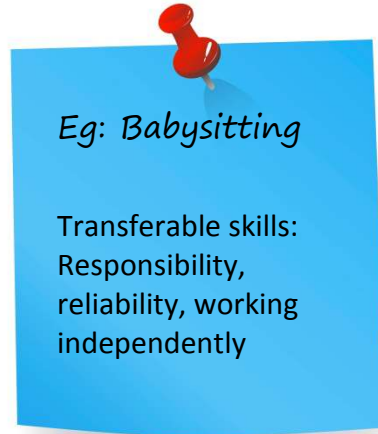 Eg: Babysitting
Transferable skills:
Responsibility,
reliability, working
independently